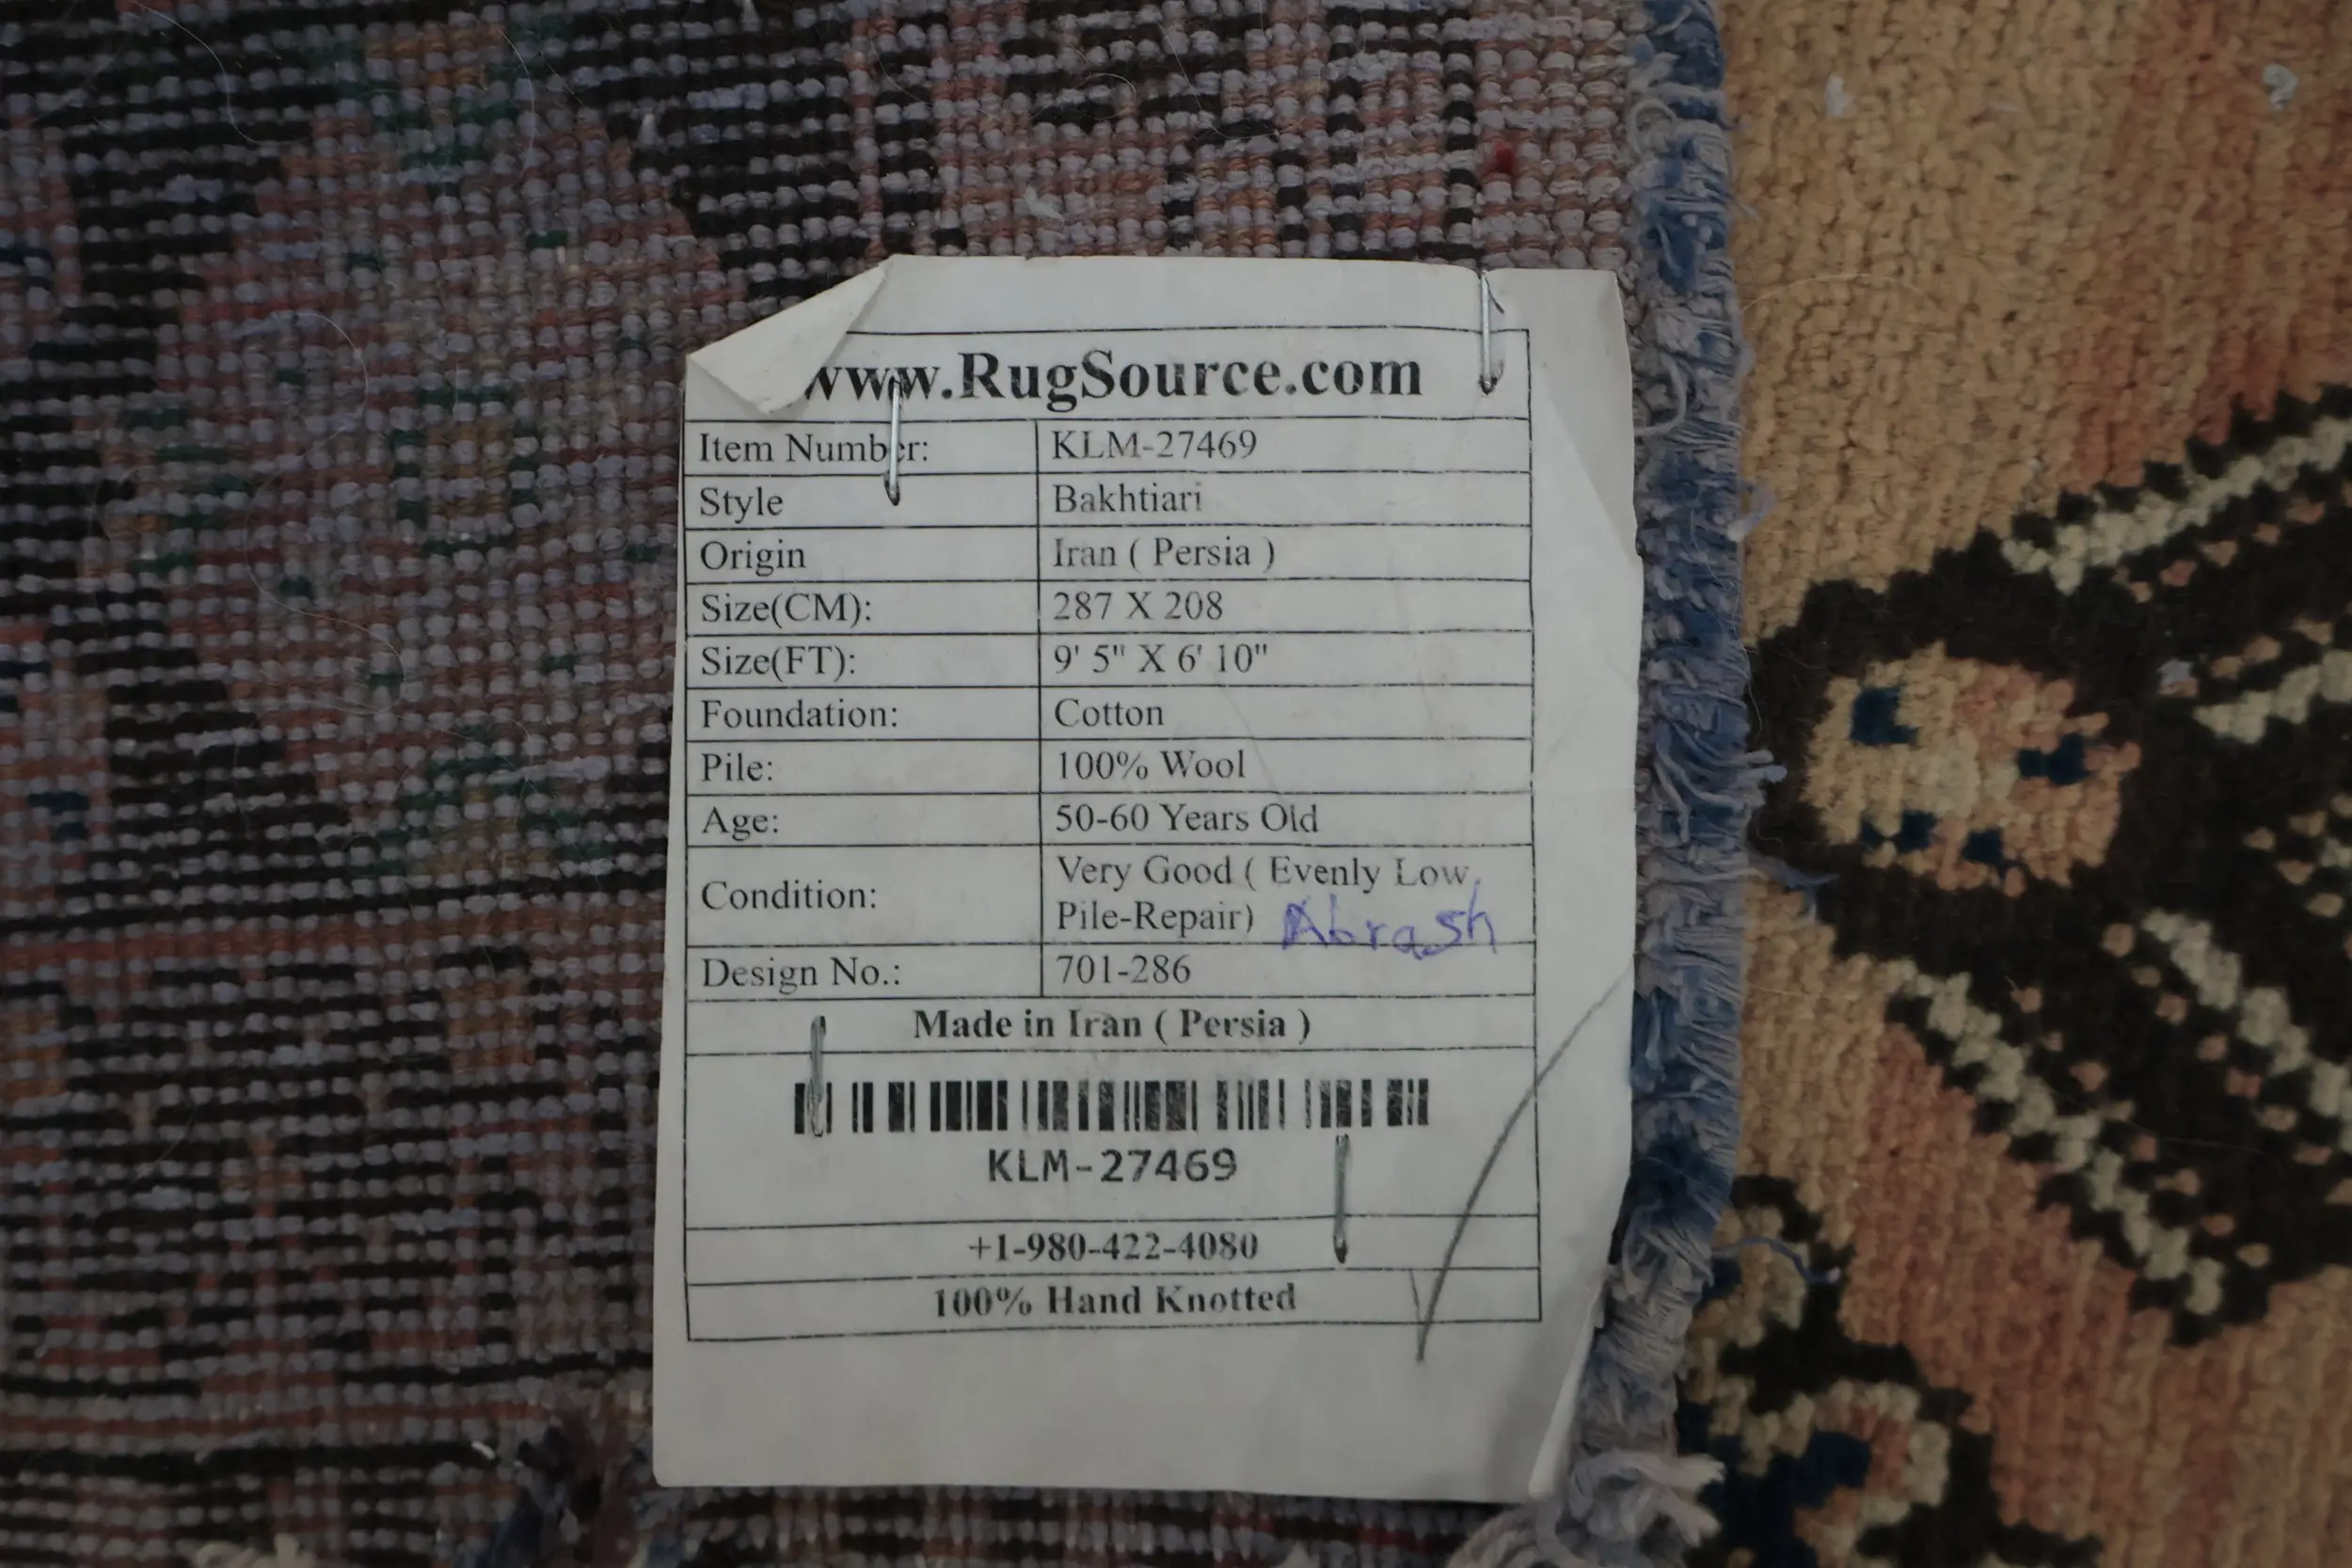 www.RugSource.com
Item Number: KLM-27469
Style Bakhtiari
Origin Iran ( Persia )
Size(CM): 287 X 208
Size(FT): 9' 5" X 6' 10"
Foundation: Cotton
Pile: 100% Wool
Age: 50-60 Years Old
Condition: Very Good ( Evenly Low
Pile-Repair) Abrash
Design No.: 701-286
Made in Iran ( Persia )
KLM-27469
+1-980-422-4080
100% Hand Knotted